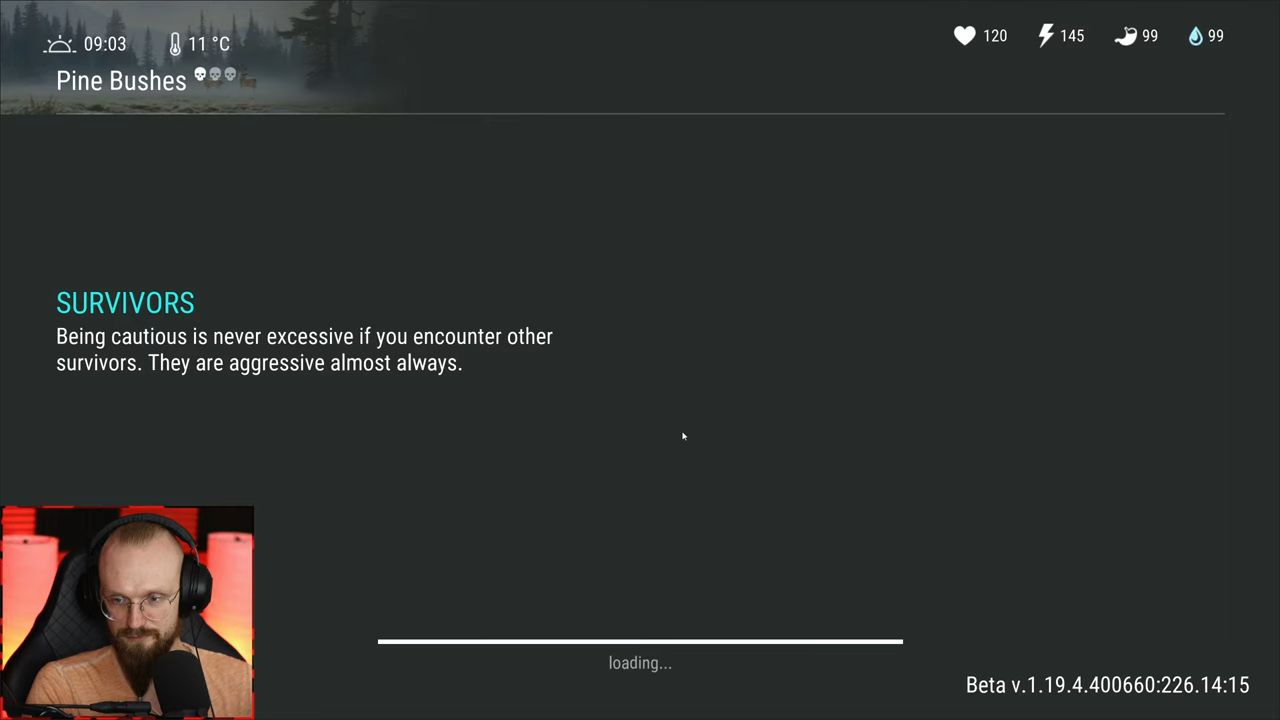 09:03 11 °C
120 145 99 99
Pine Bushes
SURVIVORS
Being cautious is never excessive if you encounter other
survivors. They are aggressive almost always.
loading...
Beta v.1.19.4.400660:226.14:15